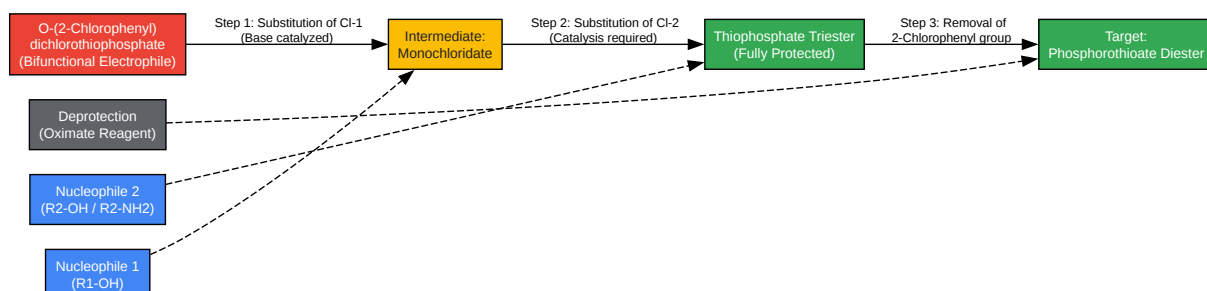 O-(2-Chlorophenyl)
dichlorothiophosphate
(Bifunctional Electrophile)
Step 1: Substitution of Cl-1
(Base catalyzed)
Intermediate:
Monochloridate
Step 2: Substitution of Cl-2
(Catalysis required)
Thiophosphate Triester
(Fully Protected)
Step 3: Removal of
2-Chlorophenyl group
Target:
Phosphorothioate Diester
Deprotection
(Oximate Reagent)
Nucleophile 2
(R2-OH / R2-NH2)
Nucleophile 1
(R1-OH)